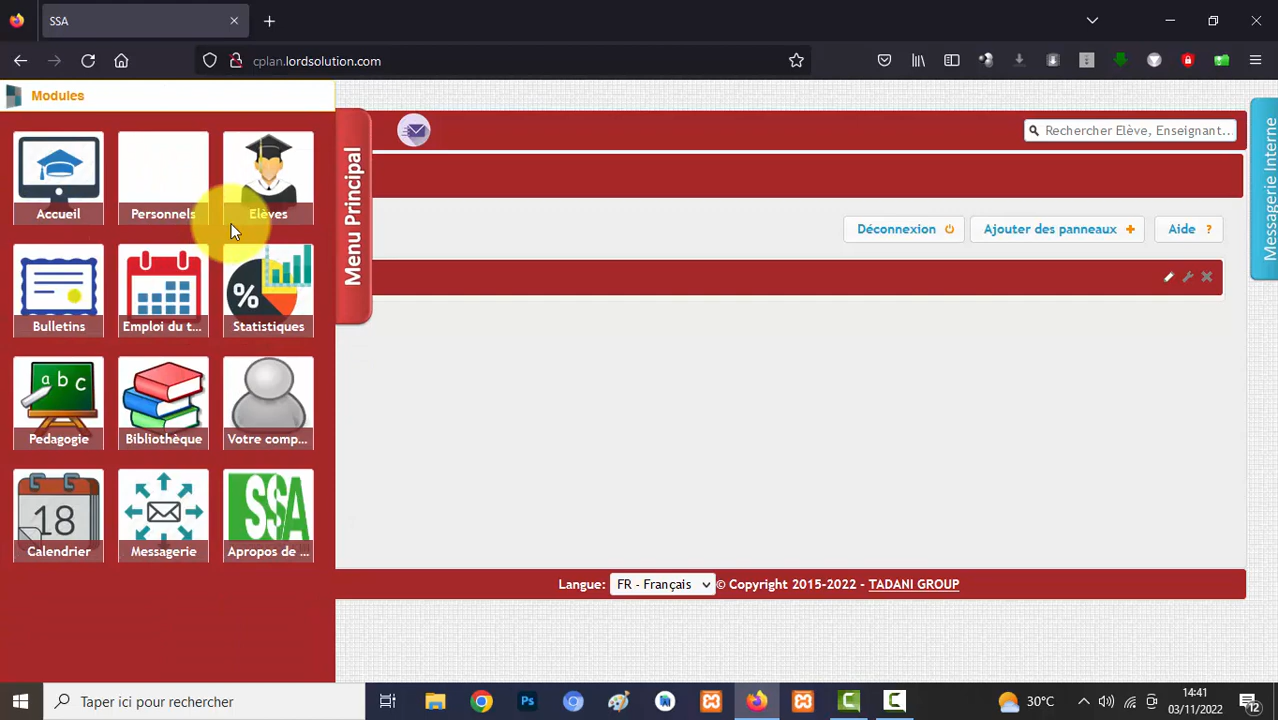 SSA
cplan.lordsolution.com
Modules
Accueil
Personnels
Elèves
Bulletins
Emploi du t...
Statistiques
a b c
Pedagogie
Bibliothèque
Votre comp...
18
Calendrier
Messagerie
SSA
Apropos de ...
%
Menu Principal
Rechercher Elève, Enseignant...
Messagerie Interne
Déconnexion
Ajouter des panneaux +
Aide ?
Langue: FR - Français © Copyright 2015-2022 - TADANI GROUP
Taper ici pour rechercher
Ps
30°C
14:41
03/11/2022
12